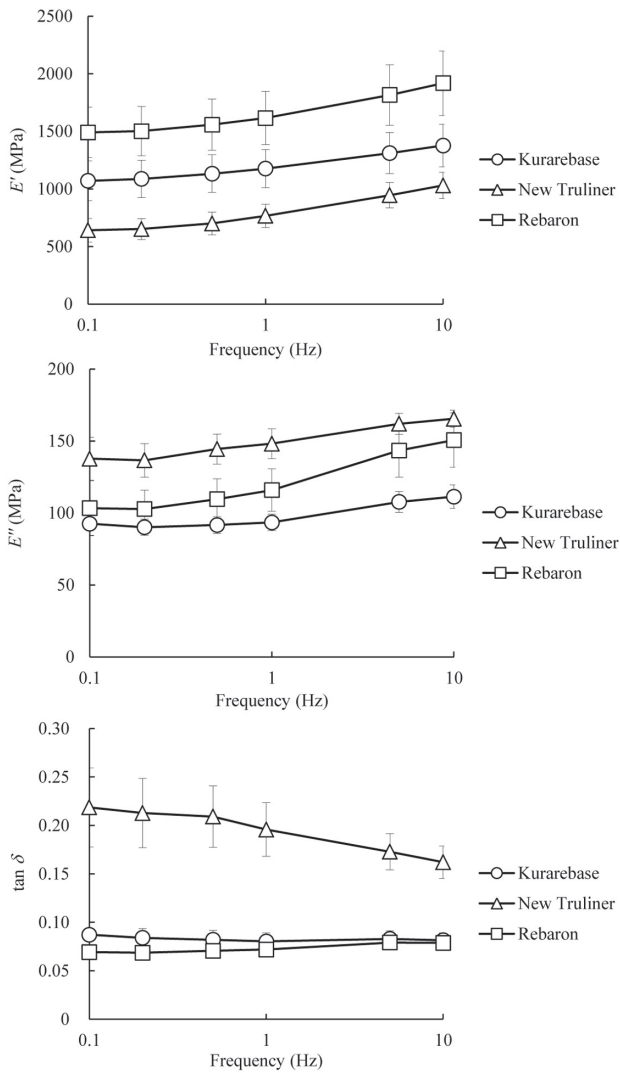 2500
2000
1500
1000
500
0
E′ (MPa)
0.1 1 10
Frequency (Hz)
Kurarebase
New Truliner
Rebaron
200
150
100
50
0
E″ (MPa)
0.1 1 10
Frequency (Hz)
Kurarebase
New Truliner
Rebaron
0.30
0.25
0.20
0.15
0.10
0.05
0
tan δ
0.1 1 10
Frequency (Hz)
Kurarebase
New Truliner
Rebaron